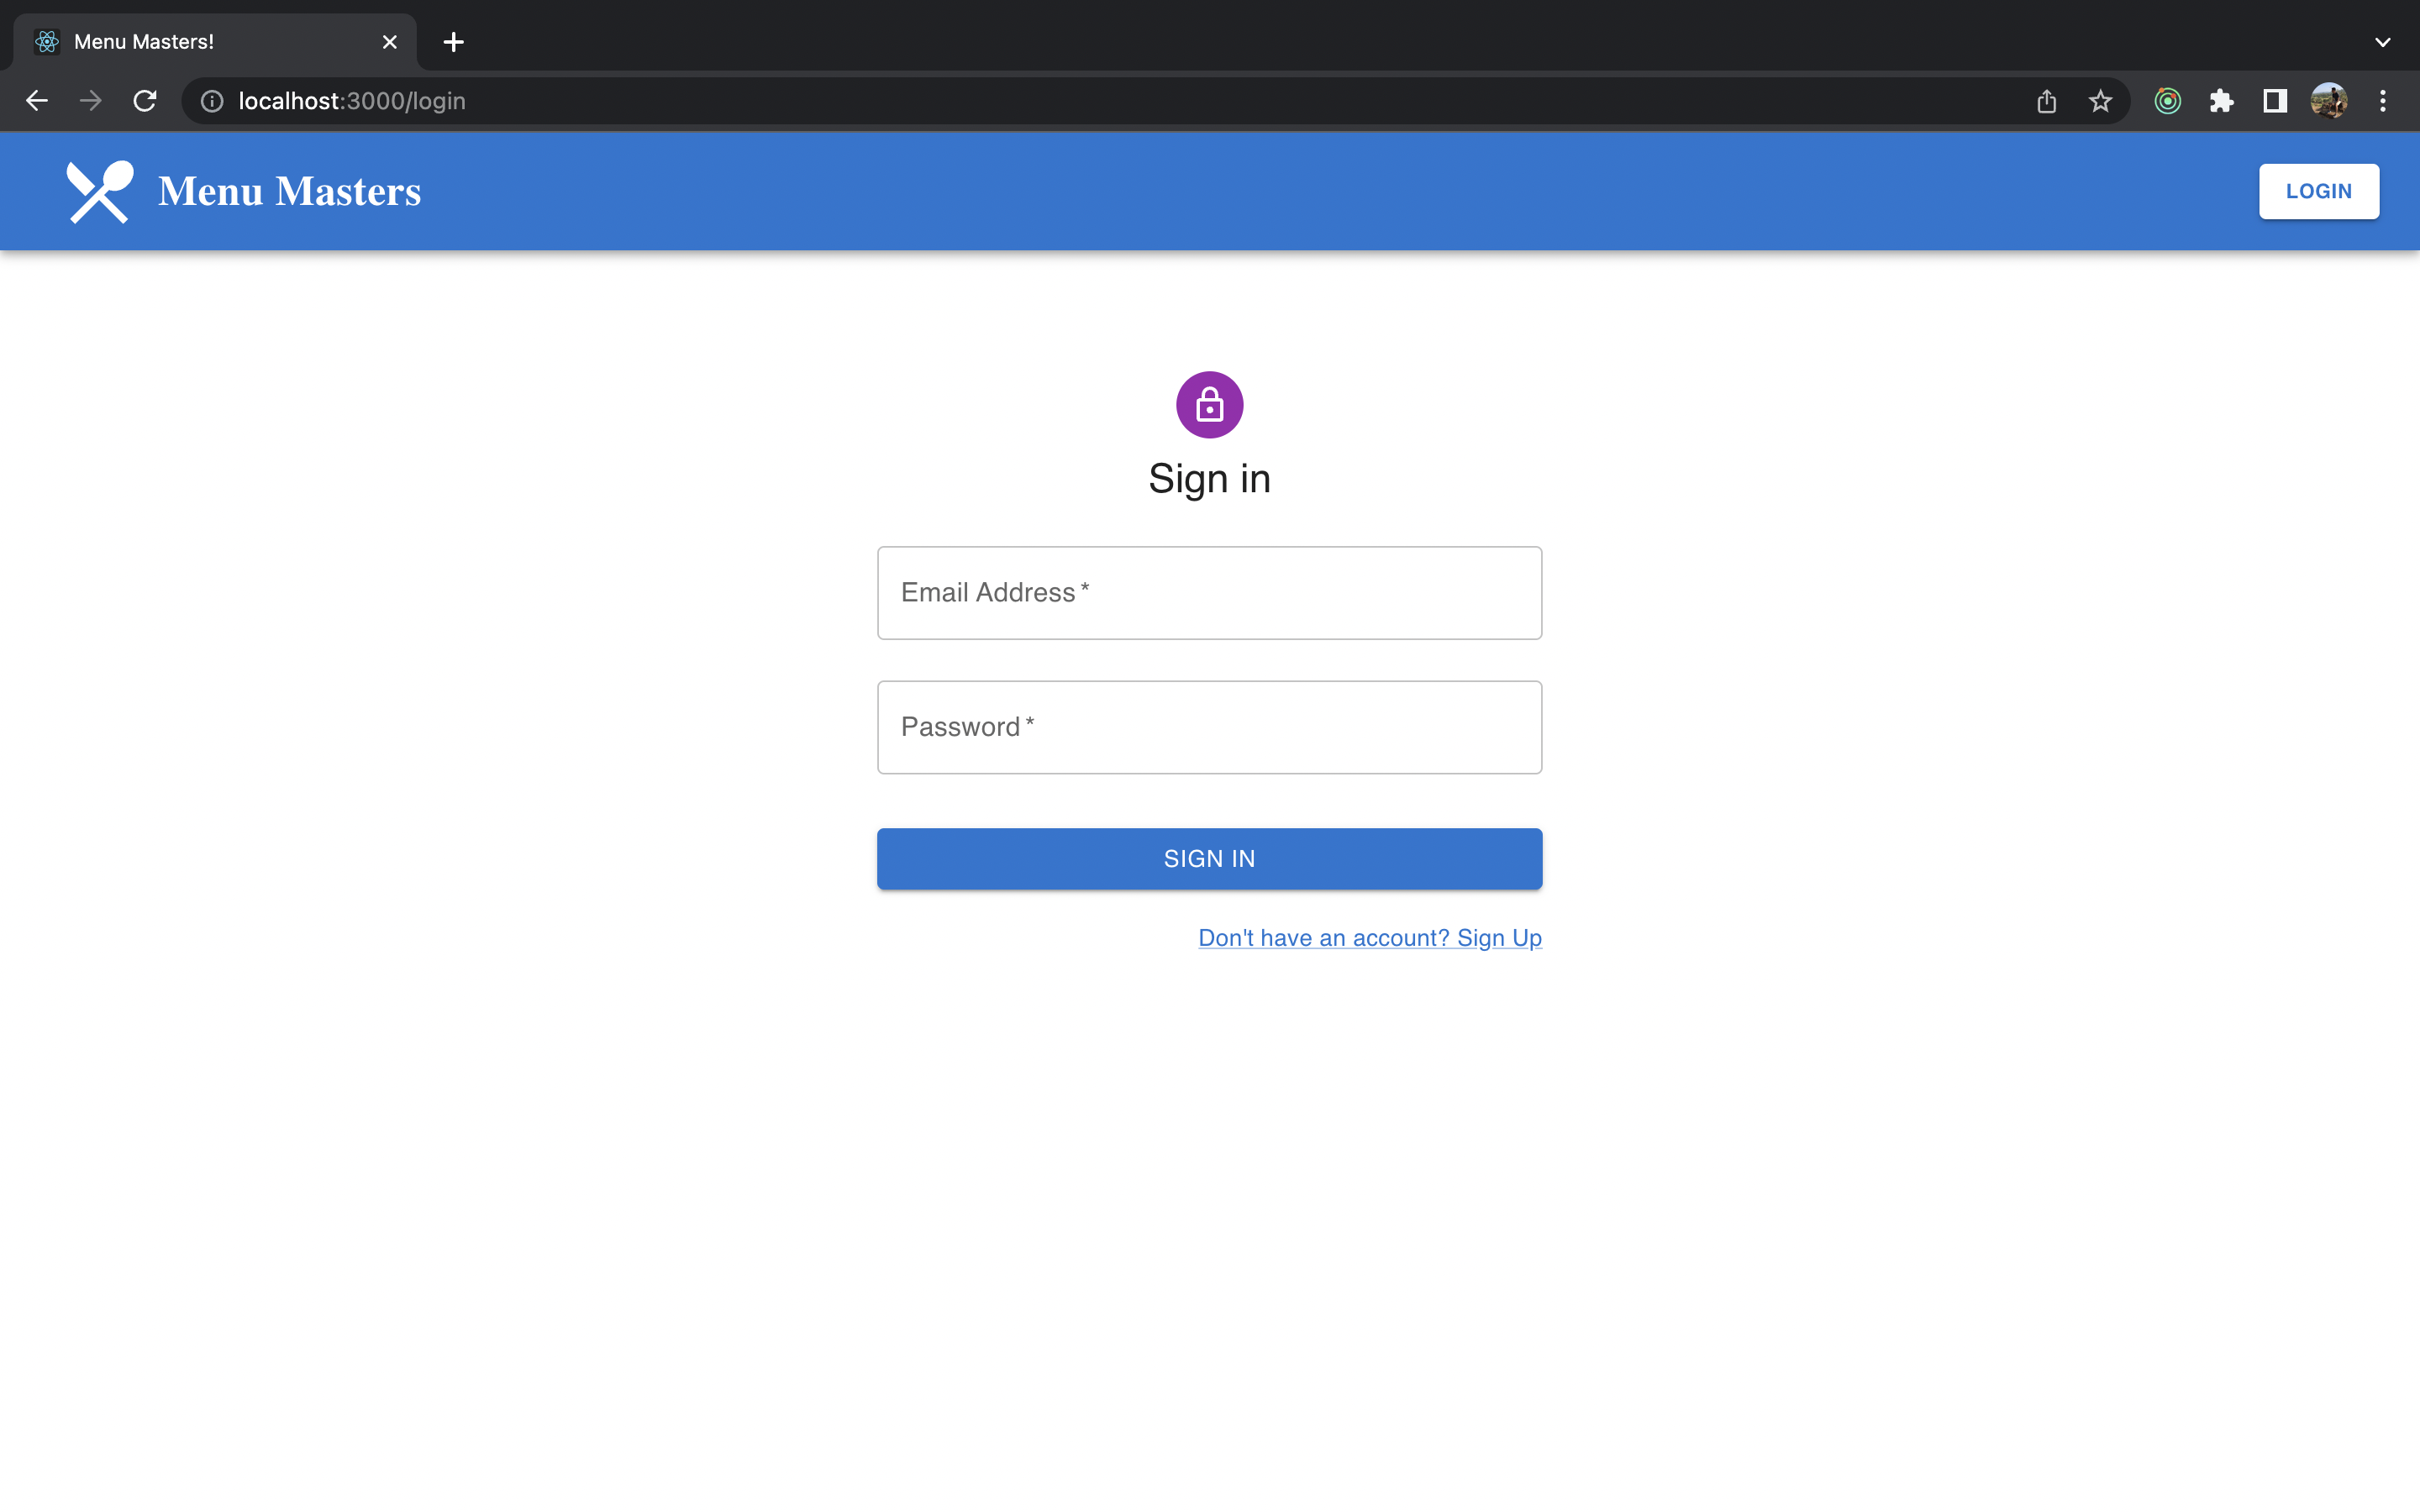 Menu Masters!
localhost:3000/login
Menu Masters
LOGIN
Sign in
Email Address *
Password *
SIGN IN
Don't have an account? Sign Up